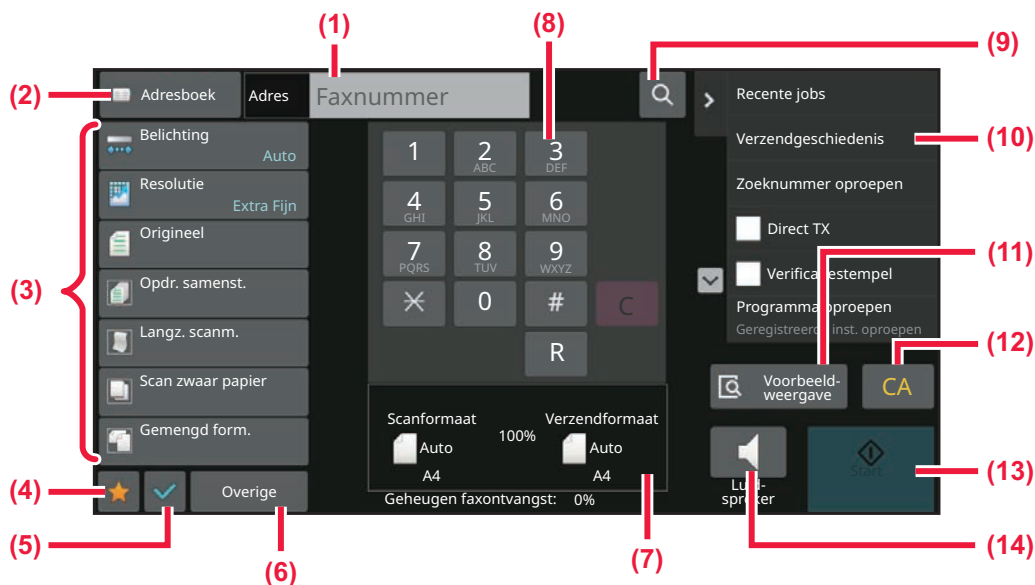 (1)
(8)
(9)
(2)
Adresboek
Adres
Faxnummer
Recente jobs
(3)
Belichting
Auto
Resolutie
Extra Fijn
Origineel
Opdr. samenst.
Langz. scanm.
Scan zwaar papier
Gemengd form.
1
2
ABC
3
DEF
4
GHI
5
JKL
6
MNO
7
PQRS
8
TUV
9
WXYZ
0
#
C
R
Verzendgeschiedenis
(10)
Zoeknummer oproepen
Direct TX
(11)
Verificatiestempel
Programma oproepen
Geregistreerde inst. oproepen
(12)
Voorbeeld-
weergave
CA
Scanformaat
Auto
A4
100%
Verzendformaat
Auto
A4
Geheugen faxontvangst: 0%
(4)
(5)
Overige
(6)
(7)
Luid-
spreker
Start
(13)
(14)